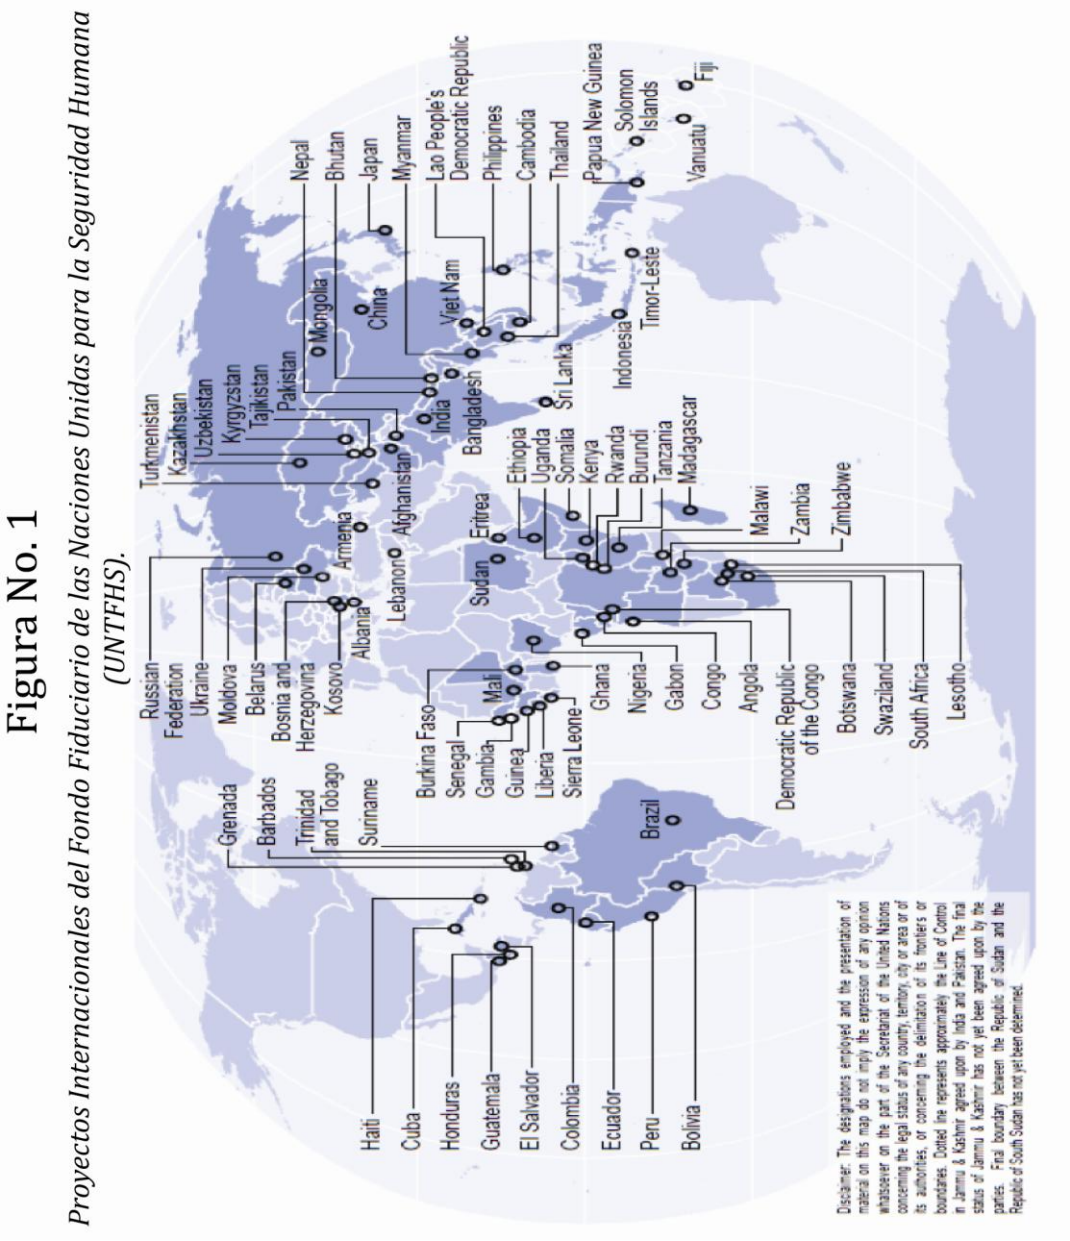 Figura No. 1
Proyectos Internacionales del Fondo Fiduciario de las Naciones Unidas para la Seguridad Humana
(UNTFHS).
Russian
Federation
Ukraine
Moldova
Belarus
Bosnia and
Herzegovina
Kosovo
Albania
Turkmenistan
Kazakhstan
Uzbekistan
Kyrgyzstan
Tajikistan
Pakistan
Armenia
Afghanistan
Lebanon
Mongolia
China
Nepal
Bhutan
Japan
Myanmar
Lao People's
Democratic Republic
Philippines
Cambodia
Thailand
Viet Nam
India
Bangladesh
Sri Lanka
Indonesia
Timor-Leste
Papua New Guinea
Solomon
Islands
Vanuatu
Fiji
Grenada
Barbados
Trinidad
and Tobago
Suriname
Haiti
Cuba
Honduras
Guatemala
El Salvador
Colombia
Ecuador
Peru
Bolivia
Brazil
Burkina Faso
Senegal
Gambia
Guinea
Liberia
Sierra Leone
Mali
Sudan
Eritrea
Ethiopia
Uganda
Somalia
Kenya
Rwanda
Burundi
Tanzania
Madagascar
Malawi
Zambia
Zimbabwe
Ghana
Nigeria
Gabon
Congo
Angola
Democratic Republic
of the Congo
Botswana
Swaziland
South Africa
Lesotho
Disclaimer: The designations employed and the presentation of
material on this map do not imply the expression of any opinion
whatsoever on the part of the Secretariat of the United Nations
concerning the legal status of any country, territory, city or area or of
its authorities, or concerning the delimitation of its frontiers or
boundaries. Dotted line represents approximately the Line of Control
in Jammu & Kashmir agreed upon by India and Pakistan. The final
status of Jammu & Kashmir has not yet been agreed upon by the
parties. Final boundary between the Republic of Sudan and the
Republic of South Sudan has not yet been determined.